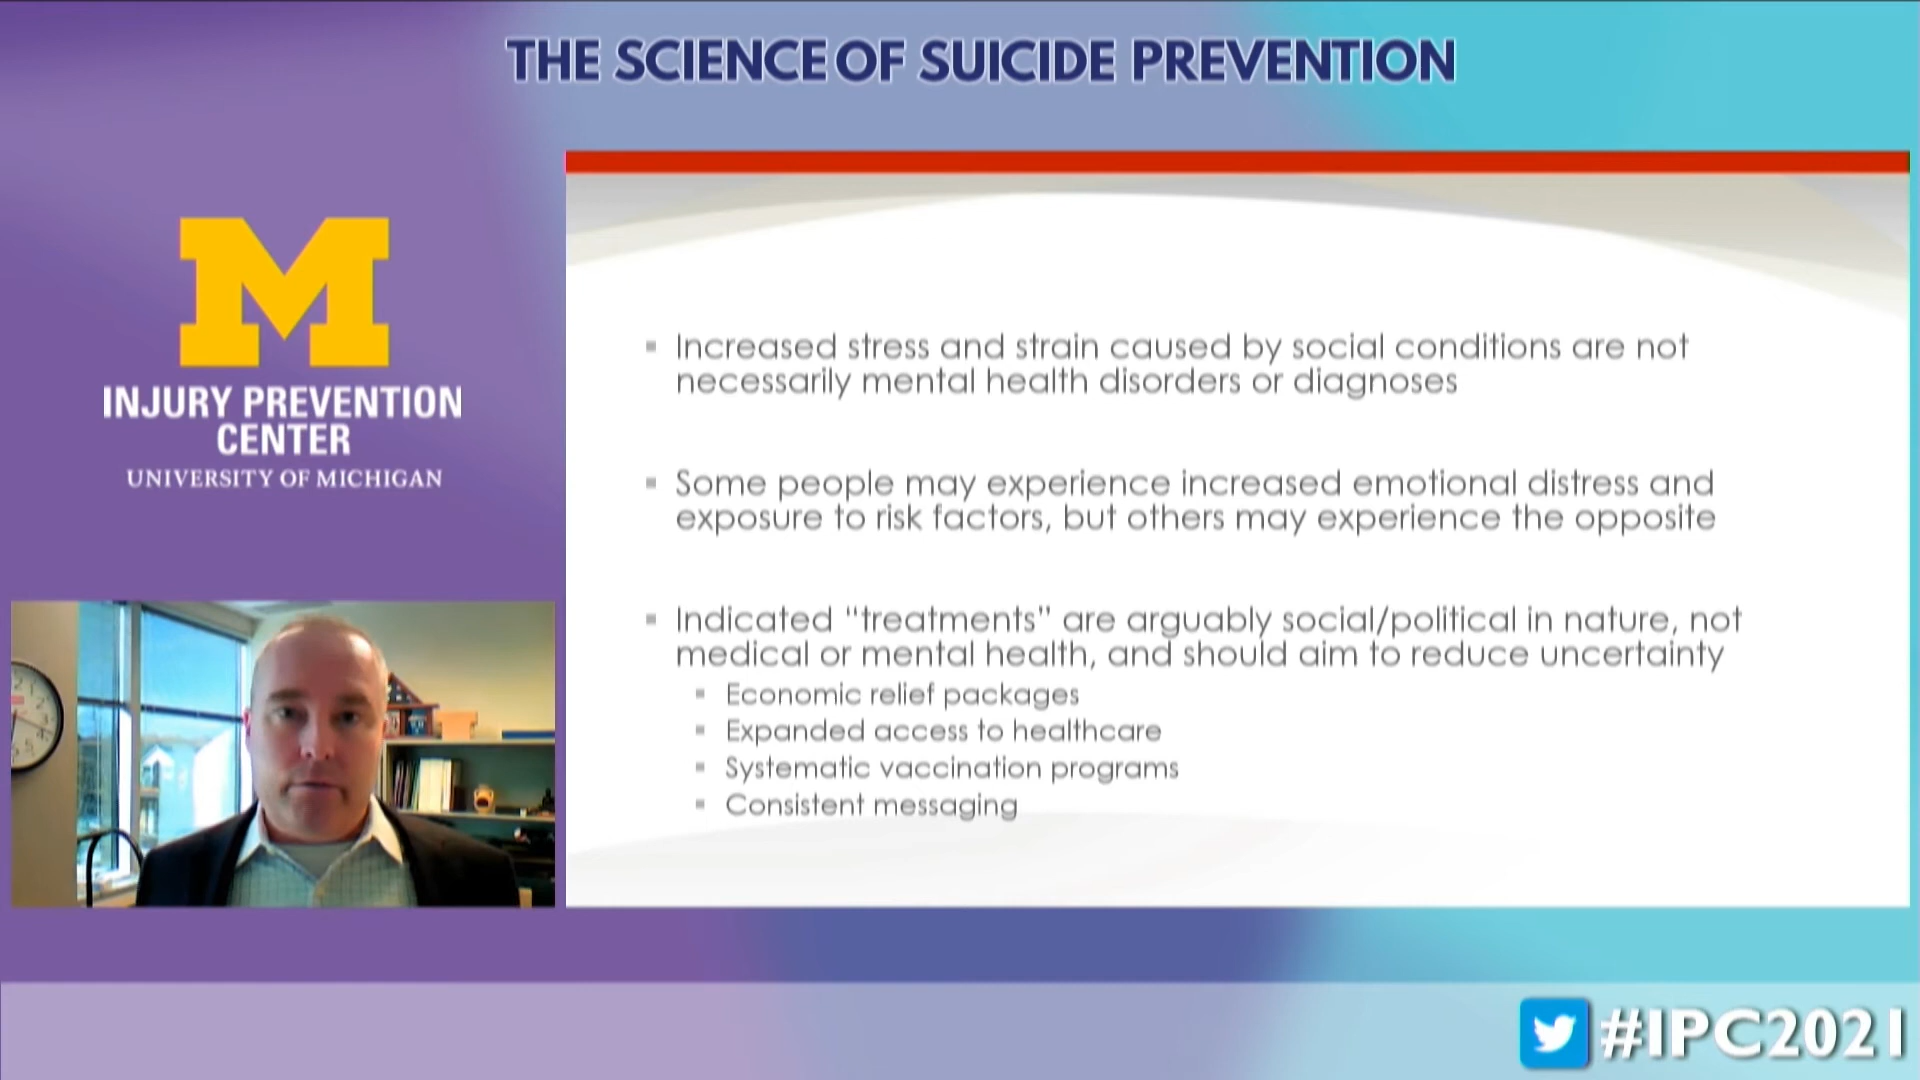 THE SCIENCE OF SUICIDE PREVENTION
M
INJURY PREVENTION
CENTER
UNIVERSITY OF MICHIGAN
Increased stress and strain caused by social conditions are not
necessarily mental health disorders or diagnoses
Some people may experience increased emotional distress and
exposure to risk factors, but others may experience the opposite
Indicated “treatments” are arguably social/political in nature, not
medical or mental health, and should aim to reduce uncertainty
Economic relief packages
Expanded access to healthcare
Systematic vaccination programs
Consistent messaging
#IPC2021